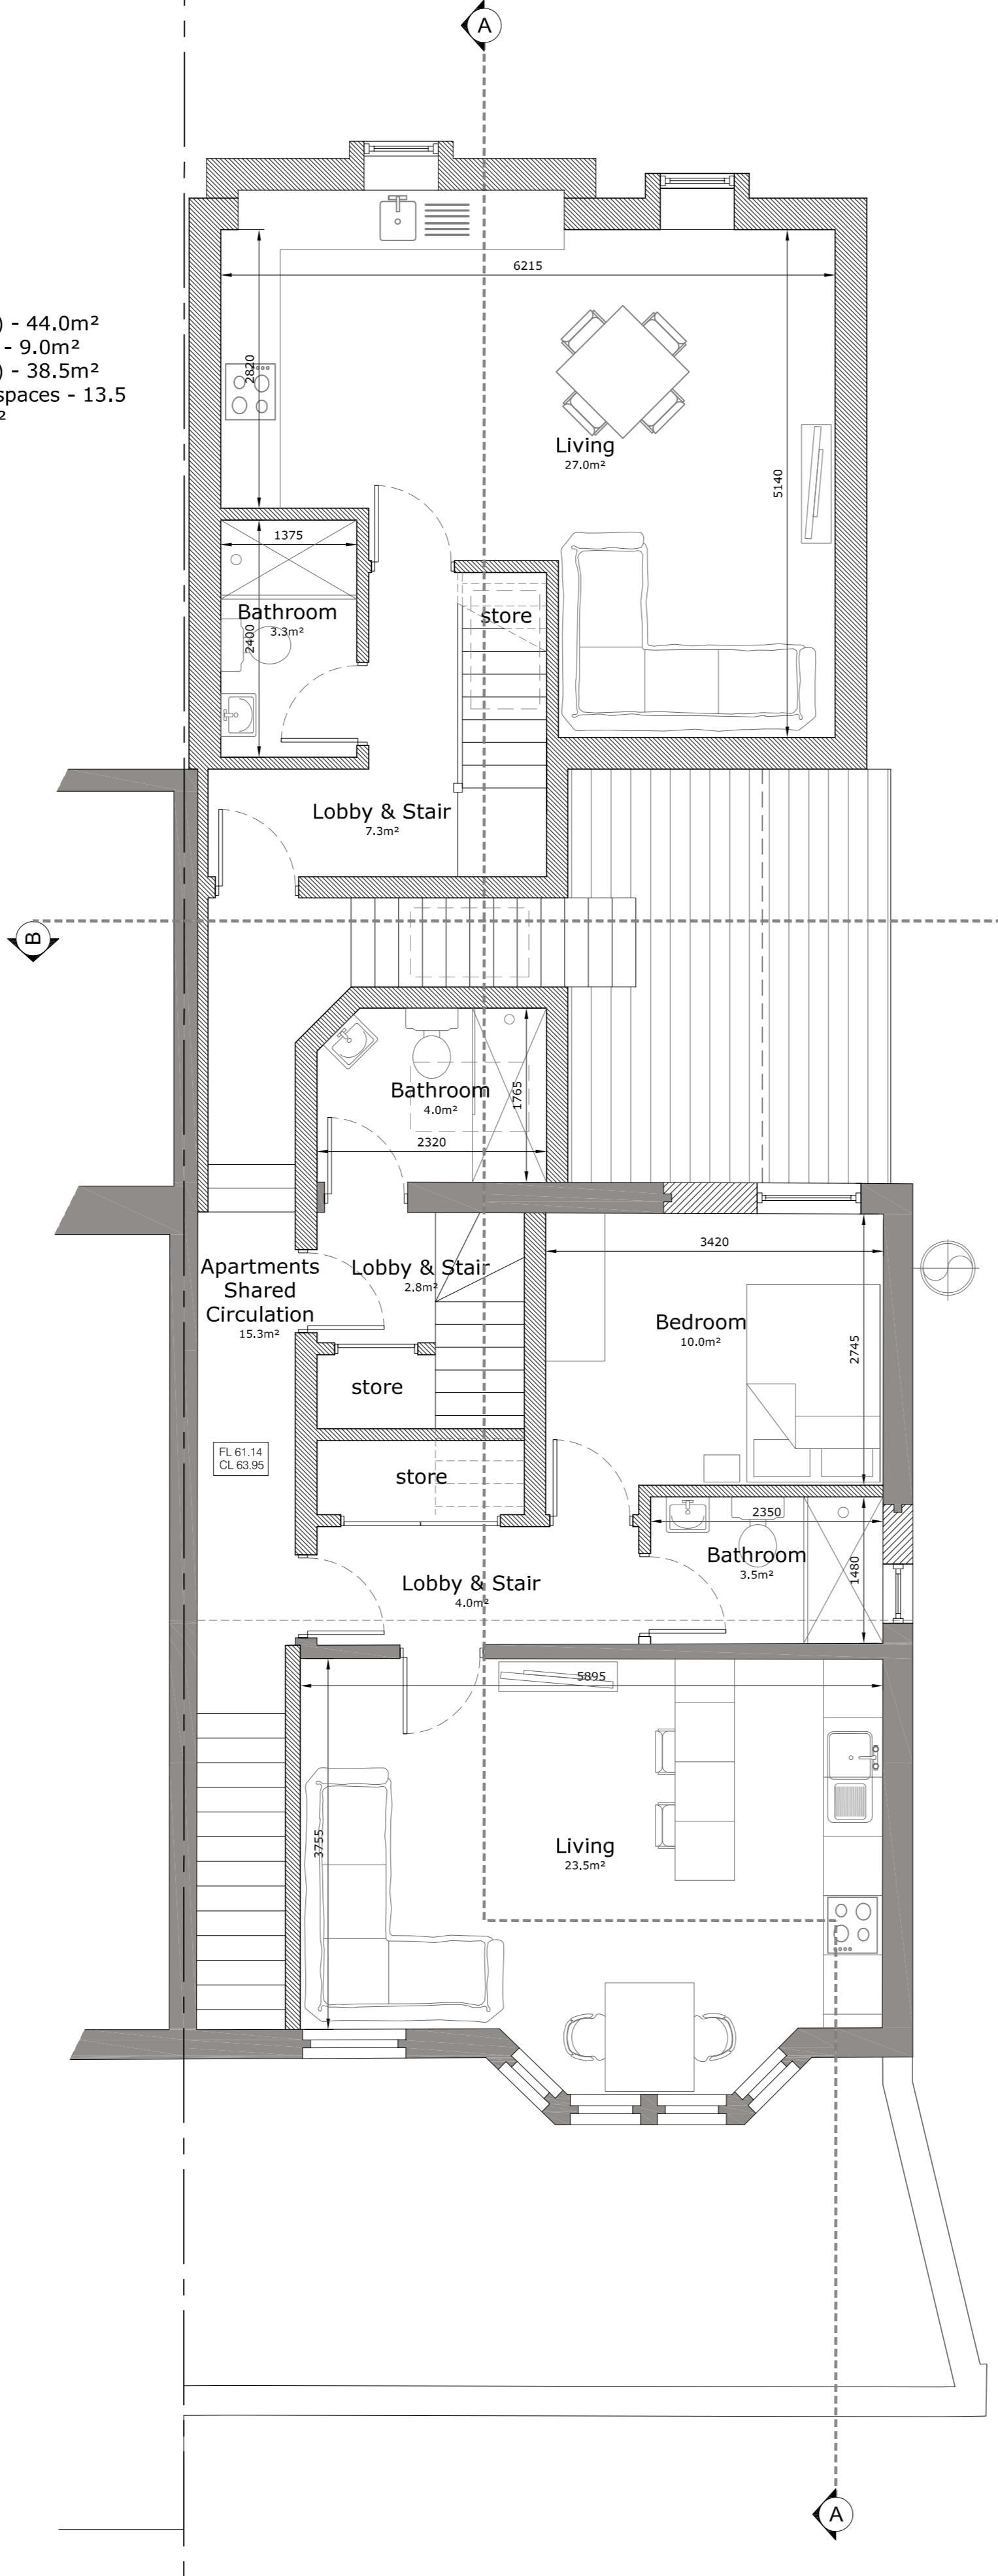 A
) - 44.0m²
- 9.0m²
) - 38.5m²
spaces - 13.5
²
6215
2820
Living
27.0m²
5140
1375
Bathroom
3.3m²
2400
store
Lobby & Stair
7.3m²
B
Bathroom
4.0m²
1765
2320
Apartments
Shared
Circulation
15.3m²
Lobby & Stair
2.8m²
3420
Bedroom
10.0m²
2745
store
FL 61.14
CL 63.95
store
2350
Bathroom
3.5m²
1480
Lobby & Stair
4.0m²
5895
3755
Living
23.5m²
A